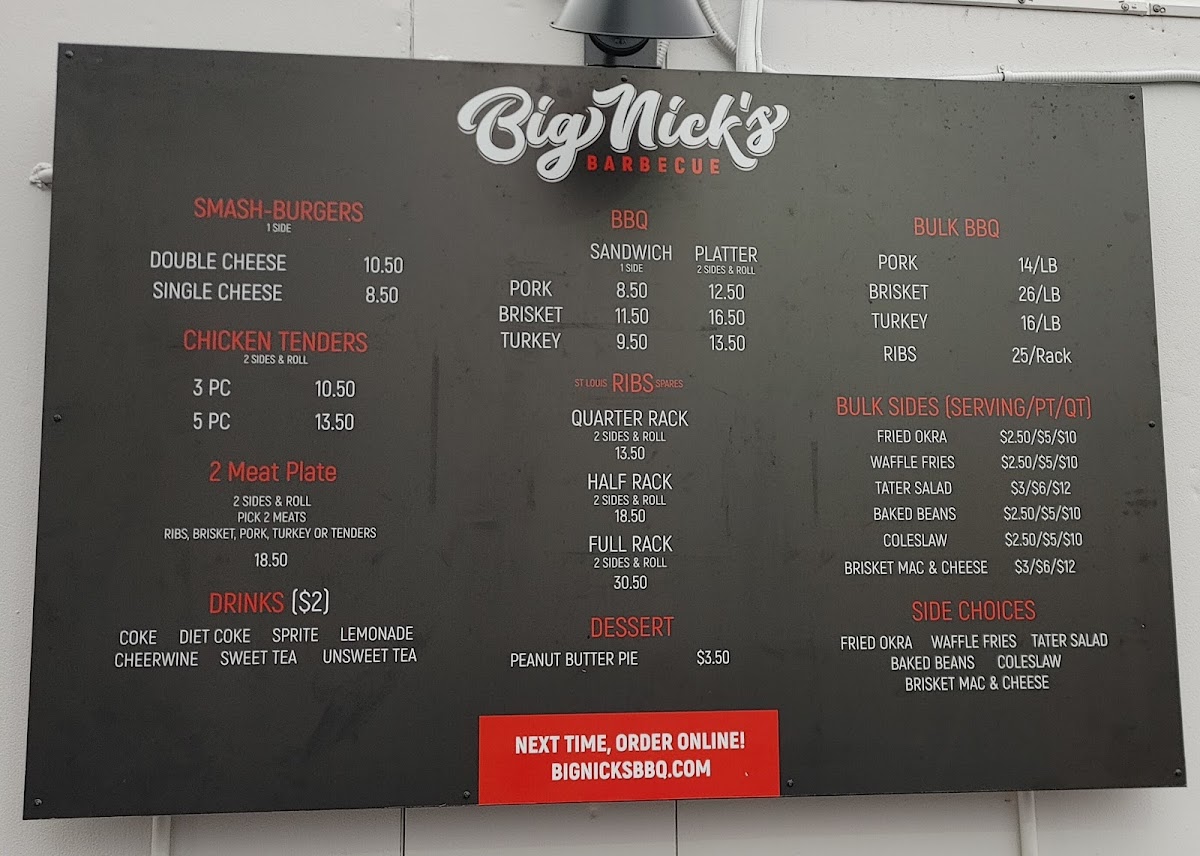 Big Nick's
BARBECUE
SMASH-BURGERS
1 SIDE
DOUBLE CHEESE 10.50
SINGLE CHEESE 8.50
CHICKEN TENDERS
2 SIDES & ROLL
3 PC 10.50
5 PC 13.50
2 Meat Plate
2 SIDES & ROLL
PICK 2 MEATS
RIBS, BRISKET, PORK, TURKEY OR TENDERS
18.50
DRINKS ($2)
COKE DIET COKE SPRITE LEMONADE
CHEERWINE SWEET TEA UNSWEET TEA
BBQ
SANDWICH PLATTER
1 SIDE 2 SIDES & ROLL
PORK 8.50 12.50
BRISKET 11.50 16.50
TURKEY 9.50 13.50
ST LOUIS RIBS SPARES
QUARTER RACK
2 SIDES & ROLL
13.50
HALF RACK
2 SIDES & ROLL
18.50
FULL RACK
2 SIDES & ROLL
30.50
DESSERT
PEANUT BUTTER PIE $3.50
BULK BBQ
PORK 14/LB
BRISKET 26/LB
TURKEY 16/LB
RIBS 25/Rack
BULK SIDES (SERVING/PT/QT)
FRIED OKRA $2.50/$5/$10
WAFFLE FRIES $2.50/$5/$10
TATER SALAD $3/$6/$12
BAKED BEANS $2.50/$5/$10
COLESLAW $2.50/$5/$10
BRISKET MAC & CHEESE $3/$6/$12
SIDE CHOICES
FRIED OKRA WAFFLE FRIES TATER SALAD
BAKED BEANS COLESLAW
BRISKET MAC & CHEESE
NEXT TIME, ORDER ONLINE!
BIGNICKSBBQ.COM